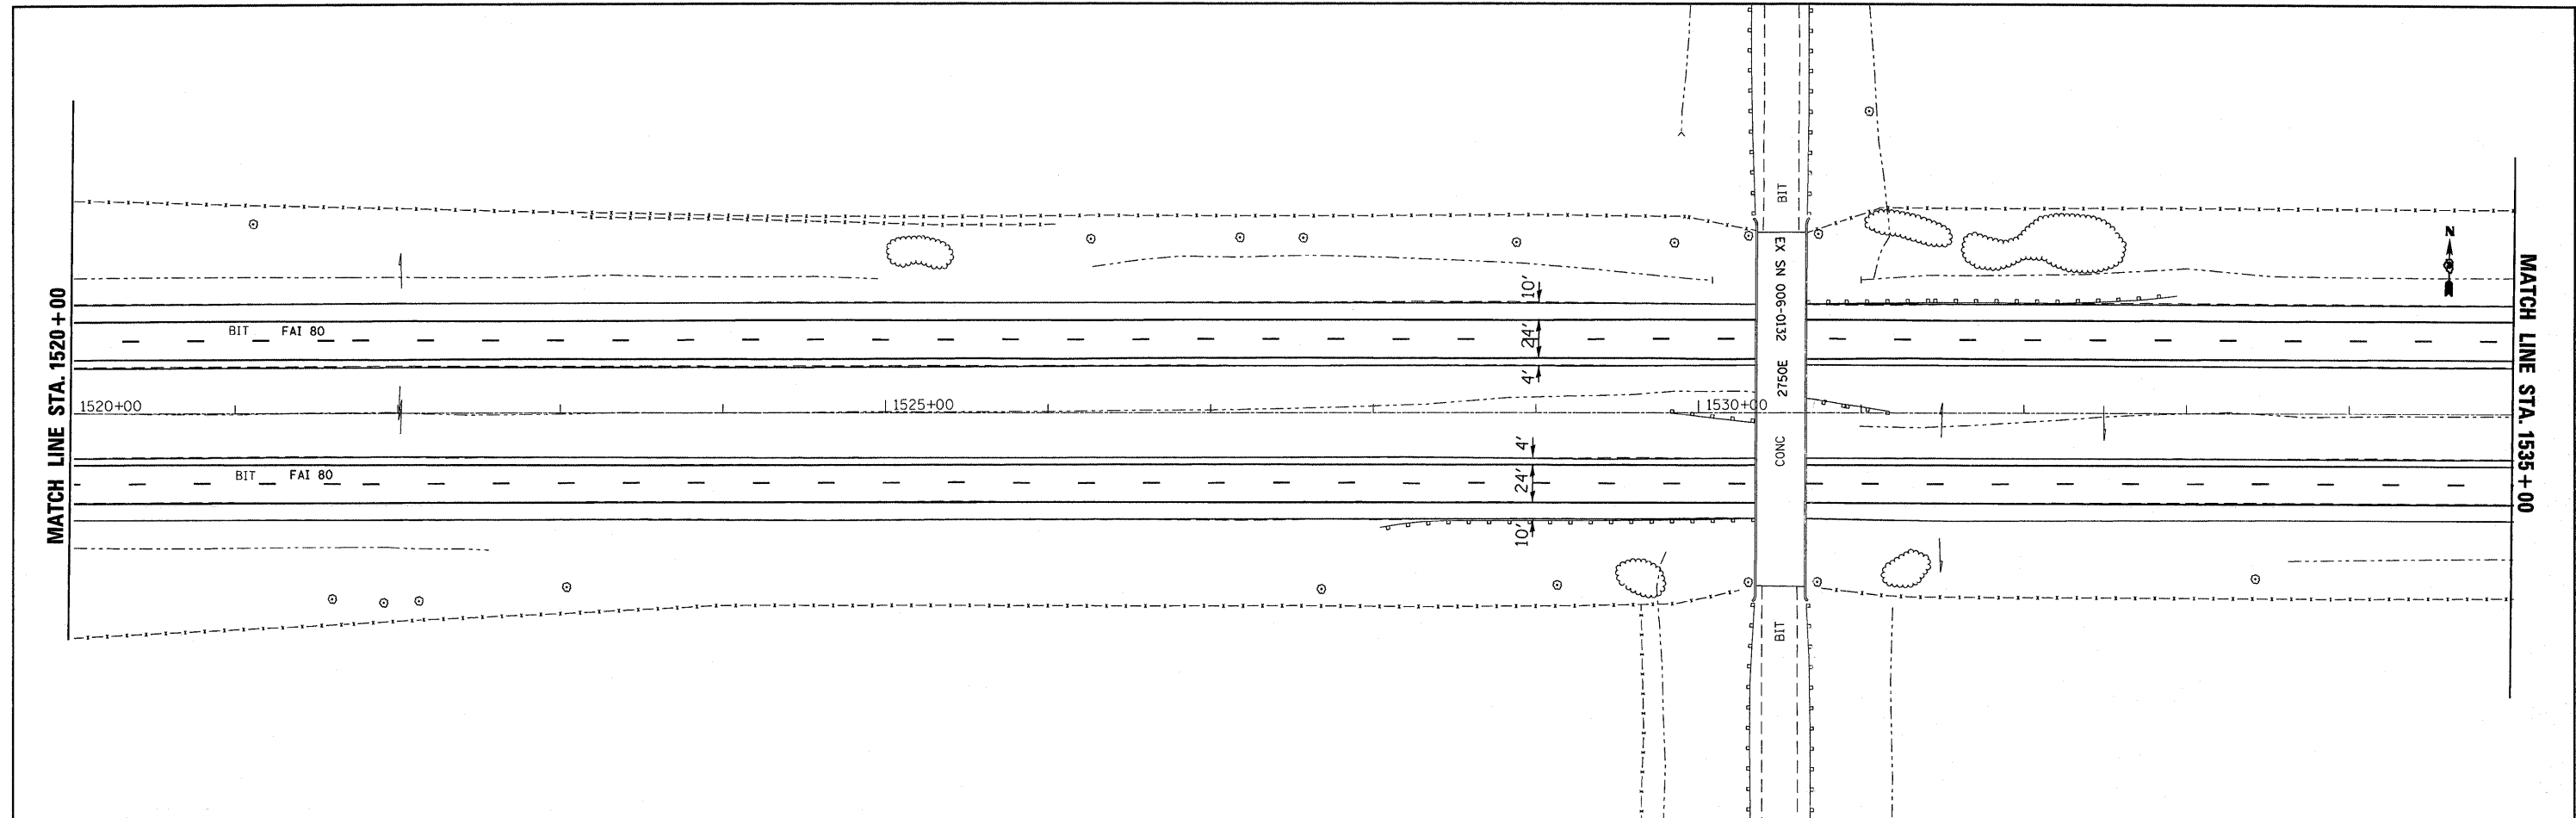 MATCH LINE STA. 1520+00
BIT
N
EX SN 006-0132
10'
24'
4'
BIT FAI 80
2750E
1520+00
1525+00
1530+00
CONC
4'
24'
10'
BIT FAI 80
BIT
MATCH LINE STA. 1535+00